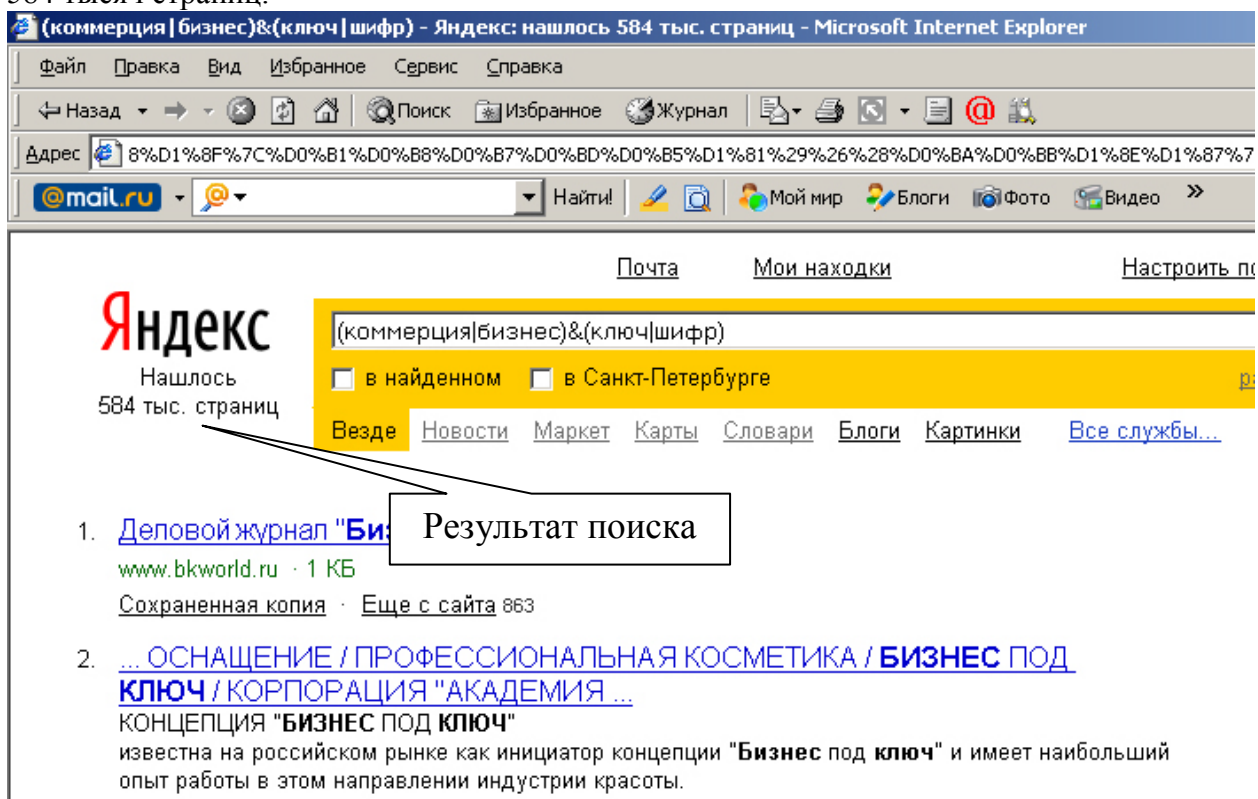 584 тысяч страниц.
(коммерция|бизнес)&(ключ|шифр) - Яндекс: нашлось 584 тыс. страниц - Microsoft Internet Explorer
Файл Правка Вид Избранное Сервис Справка
Назад Поиск Избранное Журнал
Адрес 8%D1%8F%7C%D0%B1%D0%B8%D0%B7%D0%BD%D0%B5%D1%81%29%26%28%D0%BA%D0%BB%D1%8E%D1%87%7
@mail.ru Найти! Мой мир Блоги Фото Видео »
Почта Мои находки Настроить по
Яндекс
(коммерция|бизнес)&(ключ|шифр)
Нашлось
584 тыс. страниц
в найденном в Санкт-Петербурге ра
Везде Новости Маркет Карты Словари Блоги Картинки Все службы...
Результат поиска
1. Деловой журнал "Биз
www.bkworld.ru · 1 КБ
Сохраненная копия · Еще с сайта 863
2. ... ОСНАЩЕНИЕ / ПРОФЕССИОНАЛЬНАЯ КОСМЕТИКА / БИЗНЕС ПОД
КЛЮЧ / КОРПОРАЦИЯ "АКАДЕМИЯ ...
КОНЦЕПЦИЯ "БИЗНЕС ПОД КЛЮЧ"
известна на российском рынке как инициатор концепции "Бизнес под ключ" и имеет наибольший
опыт работы в этом направлении индустрии красоты.